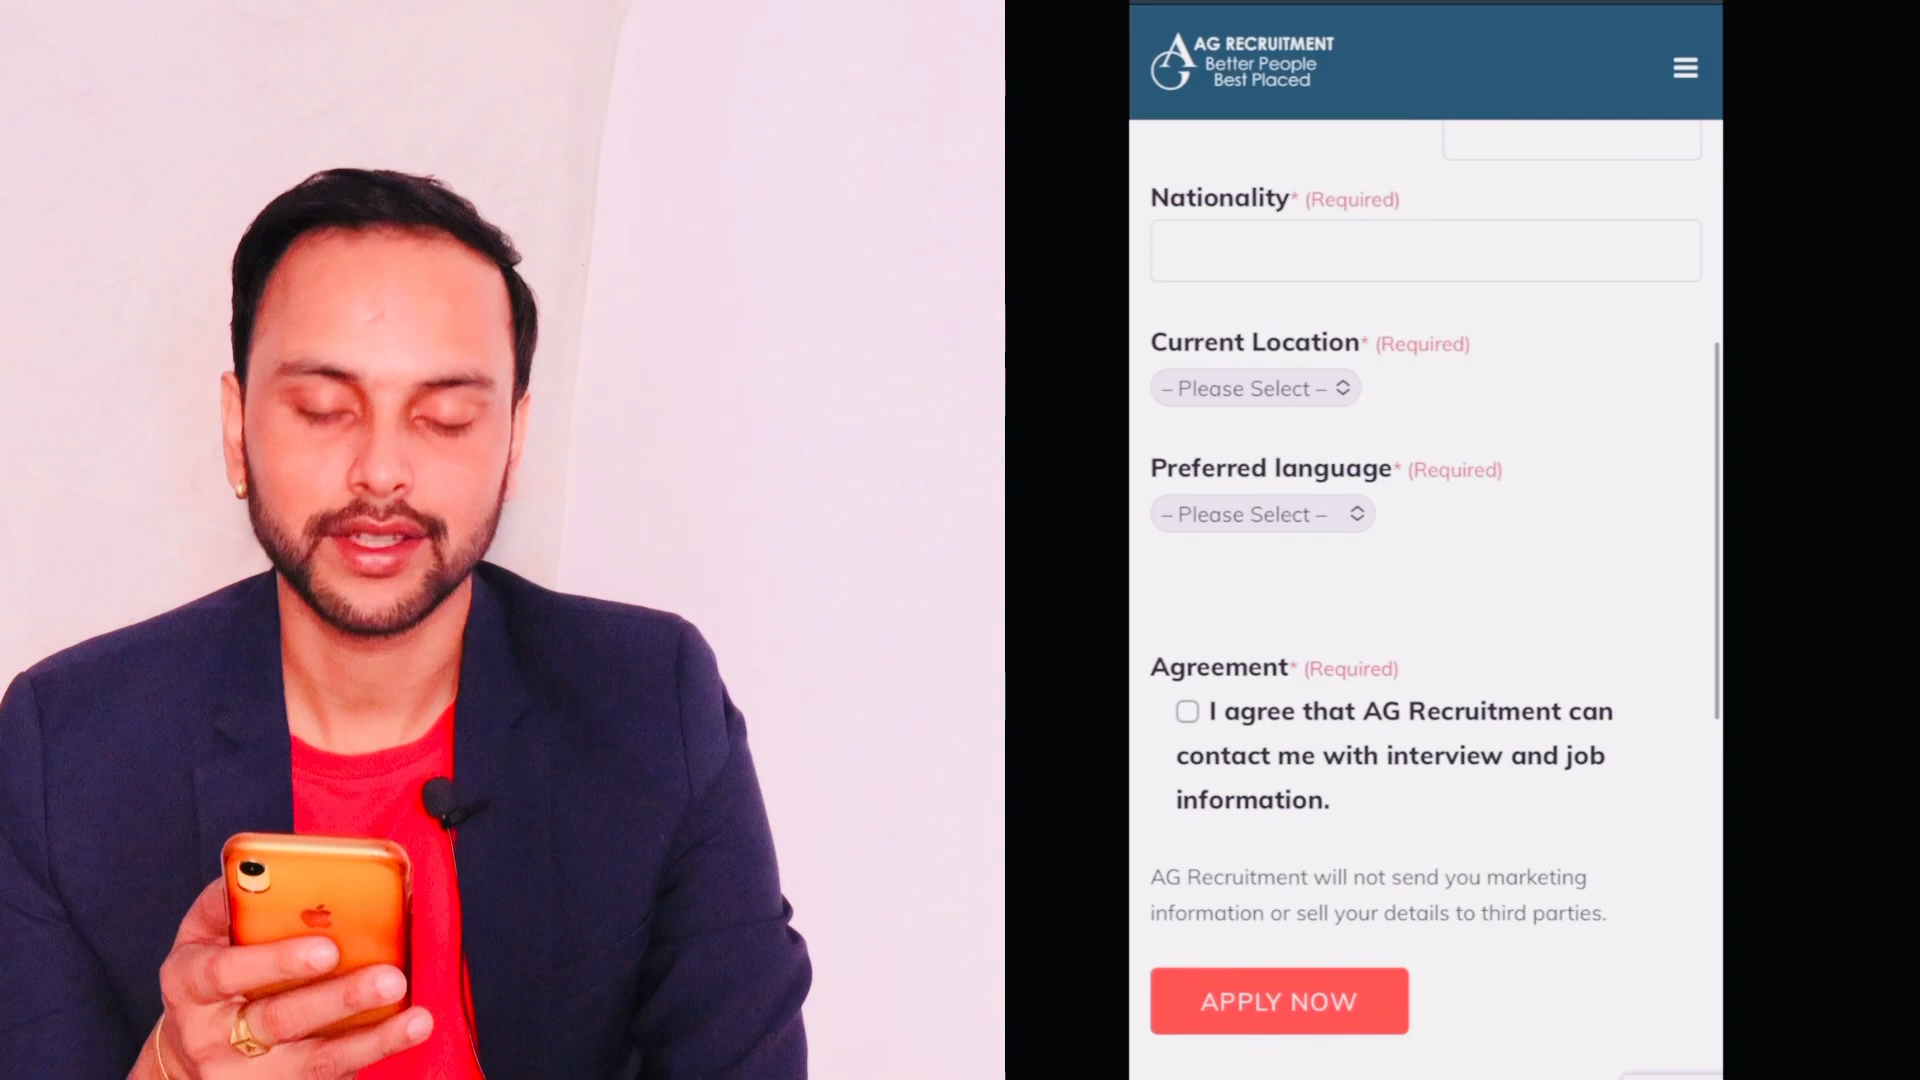 AG RECRUITMENT
Better People
Best Placed
Nationality* (Required)
Current Location* (Required)
– Please Select –
Preferred language* (Required)
– Please Select –
Agreement* (Required)
I agree that AG Recruitment can
contact me with interview and job
information.
AG Recruitment will not send you marketing
information or sell your details to third parties.
APPLY NOW